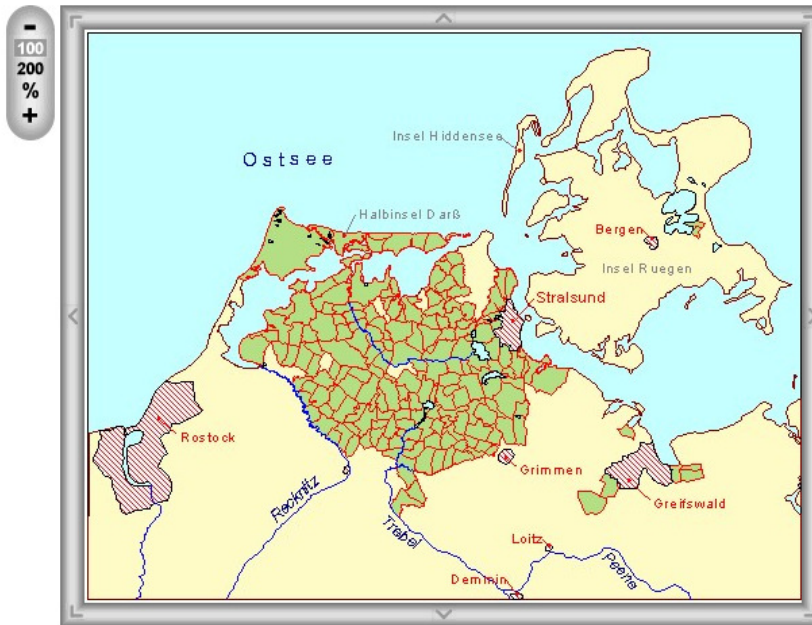 -
100
200
%
+
Insel Hiddensee
Ostsee
Halbinsel Darß
Bergen
Insel Ruegen
Stralsund
Rostock
Grimmen
Recknitz
Greifswald
Trebel
Loitz
Peene
Demmin